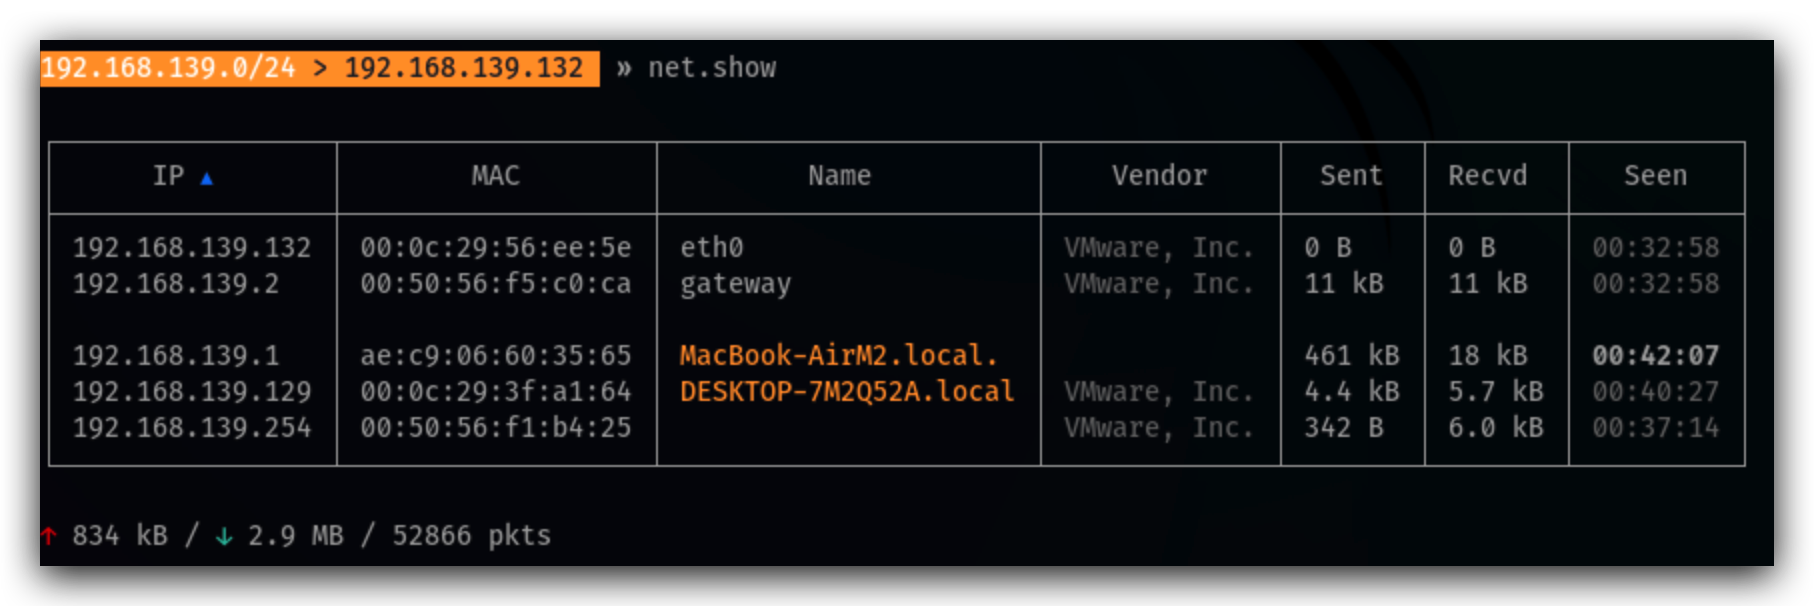 192.168.139.0/24 > 192.168.139.132 » net.show
IP ▲ MAC Name Vendor Sent Recvd Seen
192.168.139.132 00:0c:29:56:ee:5e eth0 VMware, Inc. 0 B 0 B 00:32:58
192.168.139.2 00:50:56:f5:c0:ca gateway VMware, Inc. 11 kB 11 kB 00:32:58
192.168.139.1 ae:c9:06:60:35:65 MacBook-AirM2.local. 461 kB 18 kB 00:42:07
192.168.139.129 00:0c:29:3f:a1:64 DESKTOP-7M2Q52A.local VMware, Inc. 4.4 kB 5.7 kB 00:40:27
192.168.139.254 00:50:56:f1:b4:25 VMware, Inc. 342 B 6.0 kB 00:37:14
↑ 834 kB / ↓ 2.9 MB / 52866 pkts